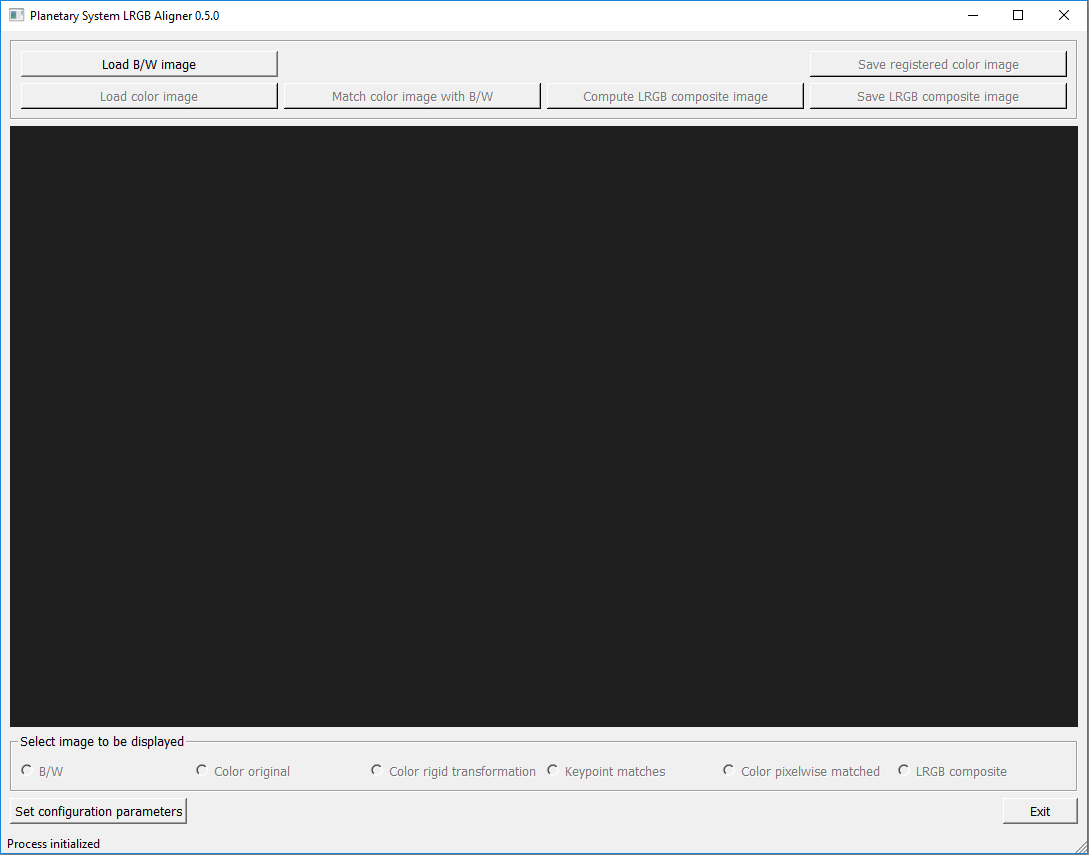 Planetary System LRGB Aligner 0.5.0
Load B/W image
Save registered color image
Load color image
Match color image with B/W
Compute LRGB composite image
Save LRGB composite image
Select image to be displayed
B/W
Color original
Color rigid transformation
Keypoint matches
Color pixelwise matched
LRGB composite
Set configuration parameters
Exit
Process initialized